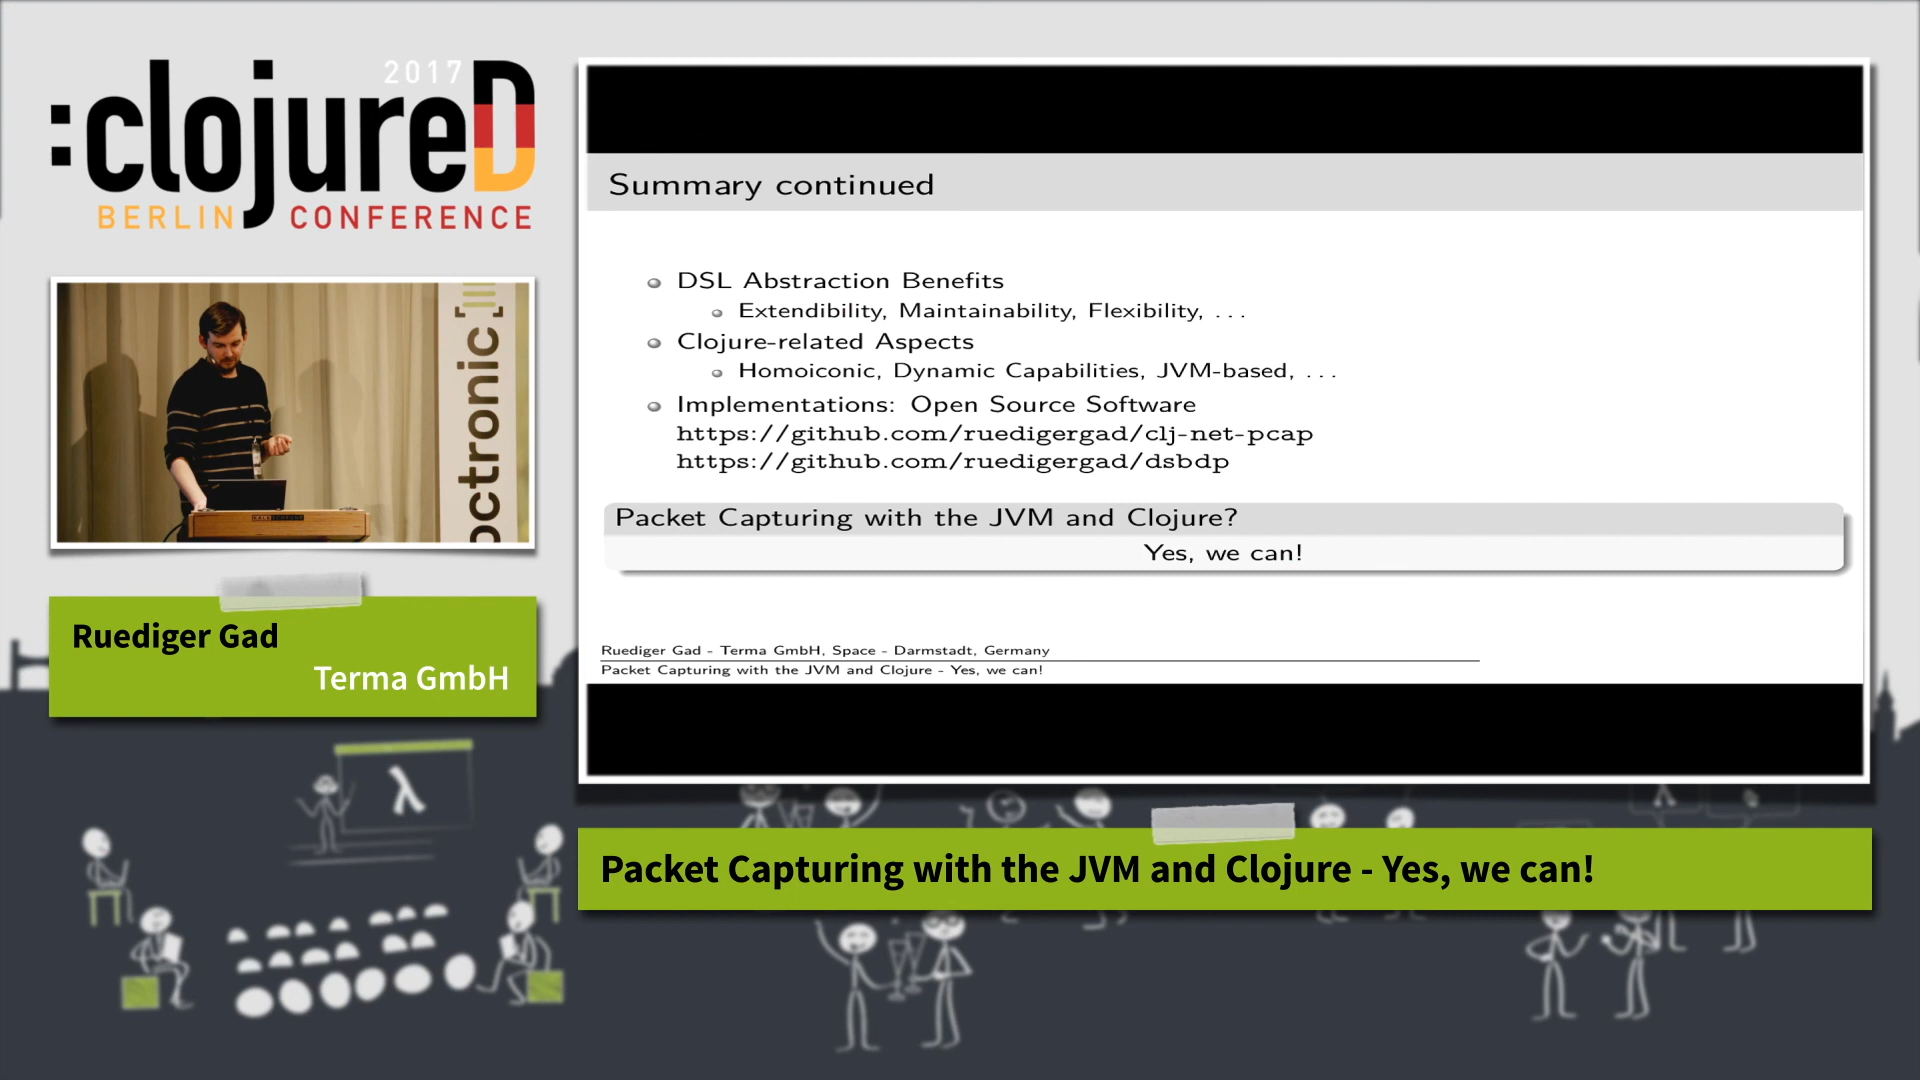 2017
:clojureD
BERLIN CONFERENCE
Summary continued
DSL Abstraction Benefits
Extendibility, Maintainability, Flexibility, ...
Clojure-related Aspects
Homoiconic, Dynamic Capabilities, JVM-based, ...
Implementations: Open Source Software
https://github.com/ruedigergad/clj-net-pcap
https://github.com/ruedigergad/dsbdp
Packet Capturing with the JVM and Clojure?
Yes, we can!
Ruediger Gad - Terma GmbH, Space - Darmstadt, Germany
Packet Capturing with the JVM and Clojure - Yes, we can!
octronic]
Ruediger Gad
Terma GmbH
λ
Packet Capturing with the JVM and Clojure - Yes, we can!